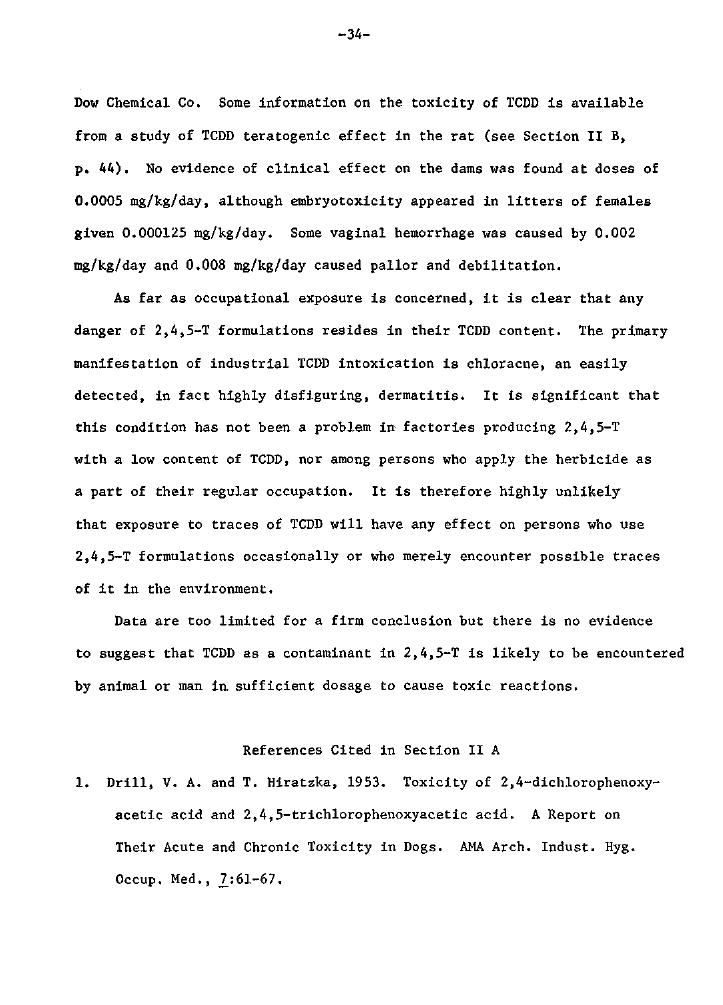 -34-
Dow Chemical Co. Some information on the toxicity of TCDD is available
from a study of TCDD teratogenic effect in the rat (see Section II B,
p. 44). No evidence of clinical effect on the dams was found at doses of
0.0005 mg/kg/day, although embryotoxicity appeared in litters of females
given 0.000125 mg/kg/day. Some vaginal hemorrhage was caused by 0.002
mg/kg/day and 0.008 mg/kg/day caused pallor and debilitation.
As far as occupational exposure is concerned, it is clear that any
danger of 2,4,5-T formulations resides in their TCDD content. The primary
manifestation of industrial TCDD intoxication is chloracne, an easily
detected, in fact highly disfiguring, dermatitis. It is significant that
this condition has not been a problem in factories producing 2,4,5-T
with a low content of TCDD, nor among persons who apply the herbicide as
a part of their regular occupation. It is therefore highly unlikely
that exposure to traces of TCDD will have any effect on persons who use
2,4,5-T formulations occasionally or who merely encounter possible traces
of it in the environment.
Data are too limited for a firm conclusion but there is no evidence
to suggest that TCDD as a contaminant in 2,4,5-T is likely to be encountered
by animal or man in sufficient dosage to cause toxic reactions.
References Cited in Section II A
1. Drill, V. A. and T. Hiratzka, 1953. Toxicity of 2,4-dichlorophenoxy-
acetic acid and 2,4,5-trichlorophenoxyacetic acid. A Report on
Their Acute and Chronic Toxicity in Dogs. AMA Arch. Indust. Hyg.
Occup. Med., 7:61-67.